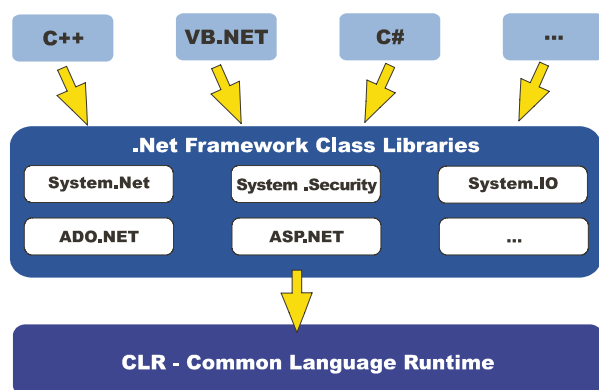 C++
VB.NET
C#
...
.Net Framework Class Libraries
System.Net
System .Security
System.IO
ADO.NET
ASP.NET
...
CLR - Common Language Runtime